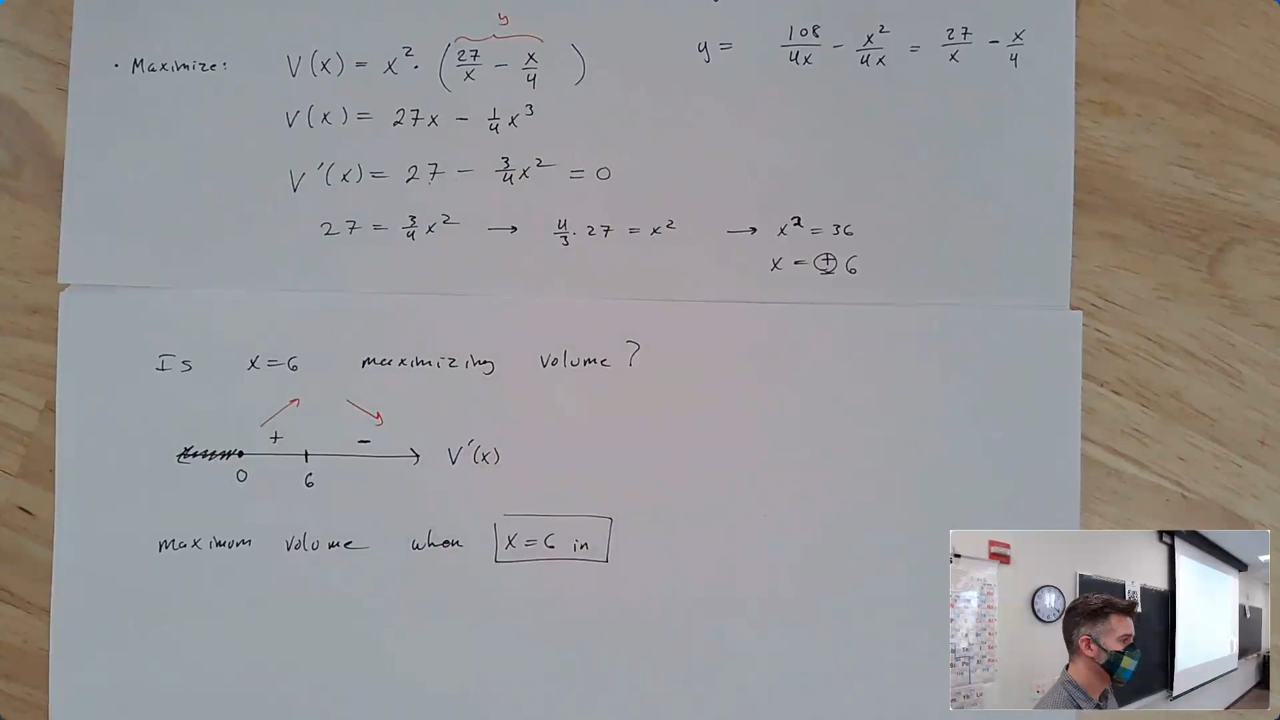 y
• Maximize: V(x) = x² · (27/x − x/4) y = 108/4x − x²/4x = 27/x − x/4
V(x) = 27x − 1/4 x³
V'(x) = 27 − 3/4 x² = 0
27 = 3/4 x² → 4/3 · 27 = x² → x² = 36
x = ± 6
Is x=6 maximizing volume?
+ −
V'(x)
0 6
maximum volume when x = 6 in